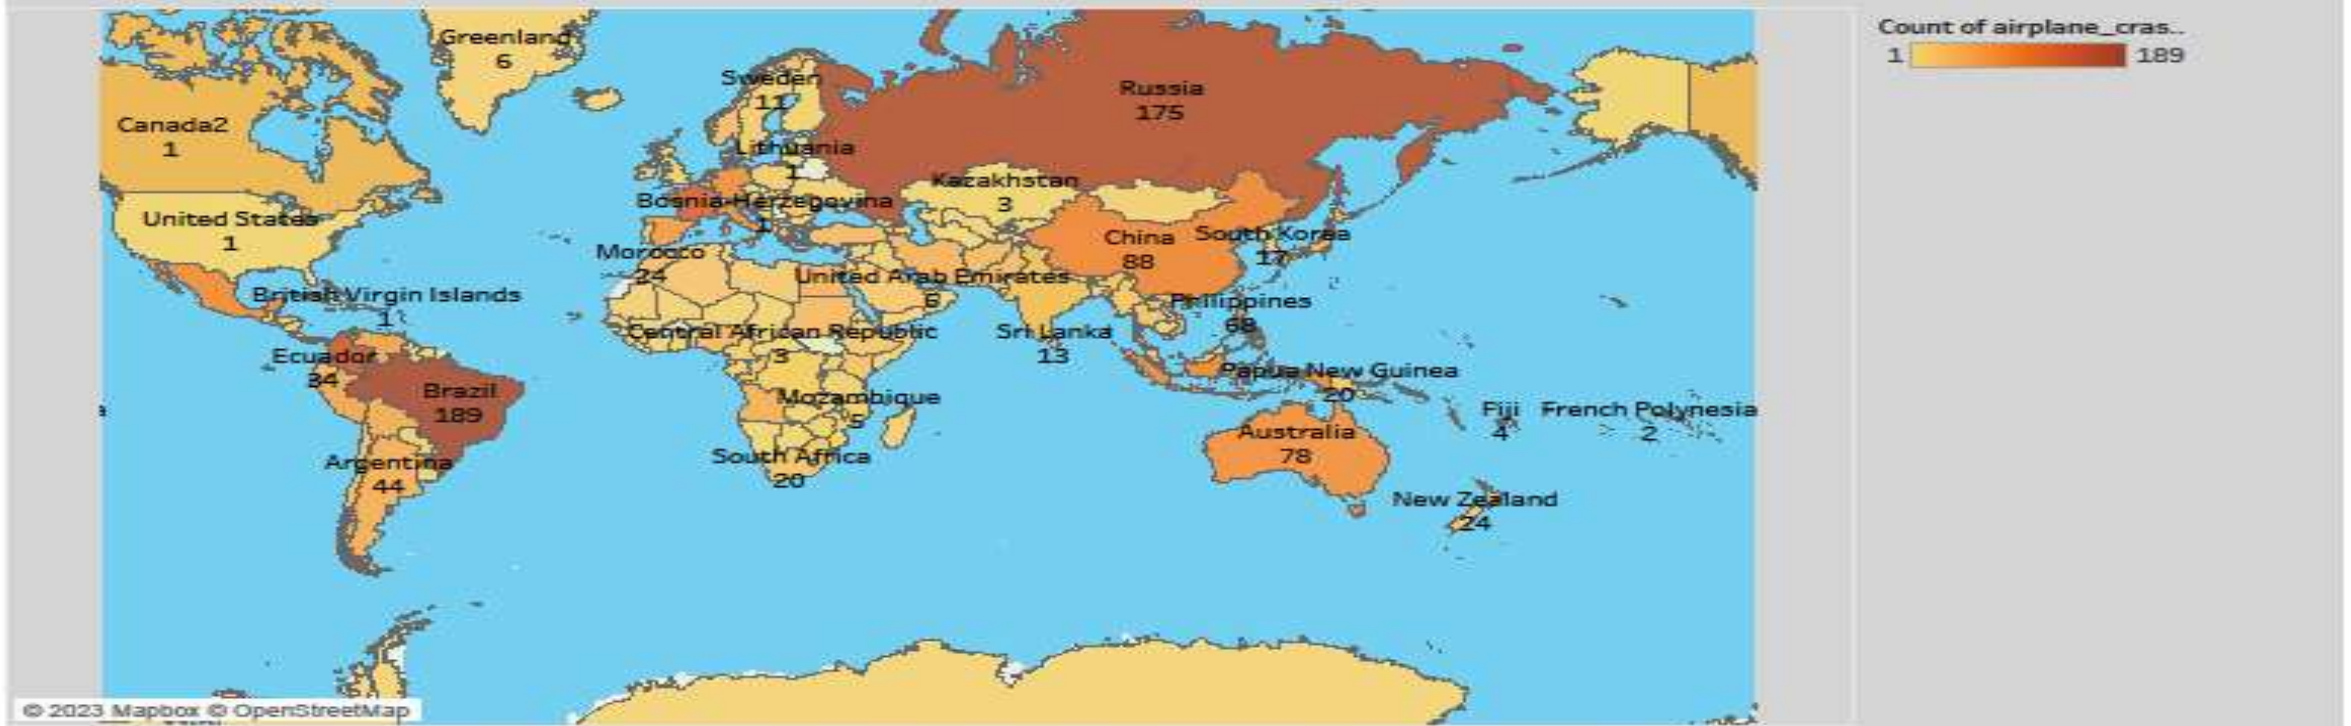 Count of airplane_cras..
1 189
Greenland
6
Sweden
11
Russia
175
Canada2
1
Lithuania
1
Kazakhstan
3
Bosnia-Herzegovina
1
United States
1
China
88
South Korea
17
Morocco
24
United Arab Emirates
6
British Virgin Islands
1
Philippines
68
Central African Republic
3
Sri Lanka
13
Ecuador
34
Papua New Guinea
20
Brazil
189
Mozambique
5
Fiji
4
French Polynesia
2
Australia
78
South Africa
20
Argentina
44
New Zealand
24
© 2023 Mapbox © OpenStreetMap